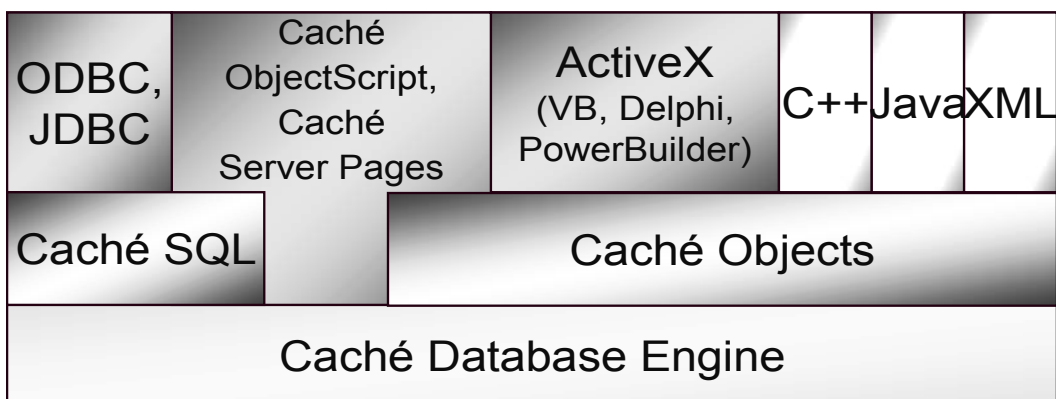 ODBC,
JDBC
Caché
ObjectScript,
Caché
Server Pages
ActiveX
(VB, Delphi,
PowerBuilder)
C++
Java
XML
Caché SQL
Caché Objects
Caché Database Engine